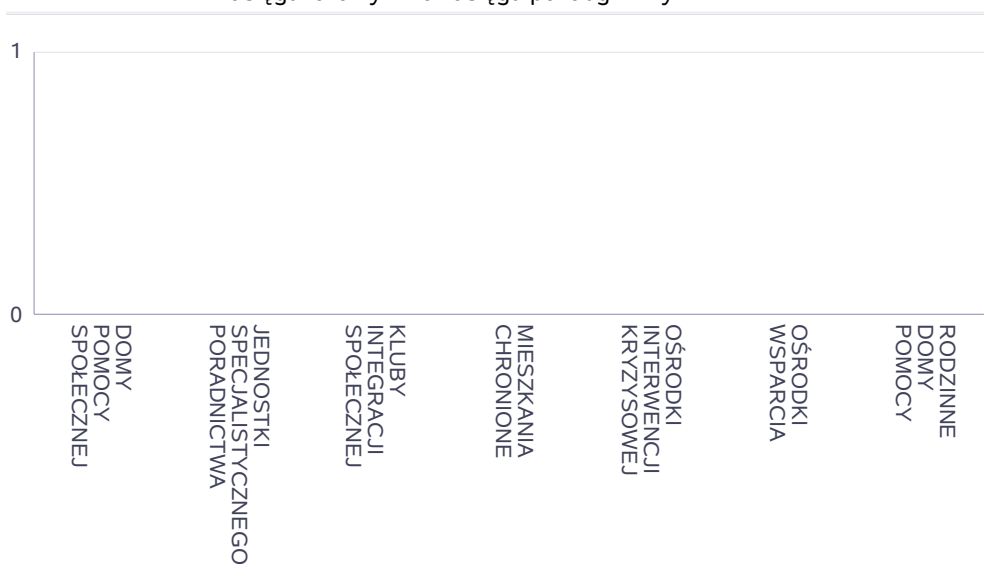 1
0
DOMY
POMOCY
SPOŁECZNEJ
JEDNOSTKI
SPECJALISTYCZNEGO
PORADNICTWA
KLUBY
INTEGRACJI
SPOŁECZNEJ
MIESZKANIA
CHRONIONE
OŚRODKI
INTERWENCJI
KRYZYSOWEJ
OŚRODKI
WSPARCIA
RODZINNE
DOMY
POMOCY